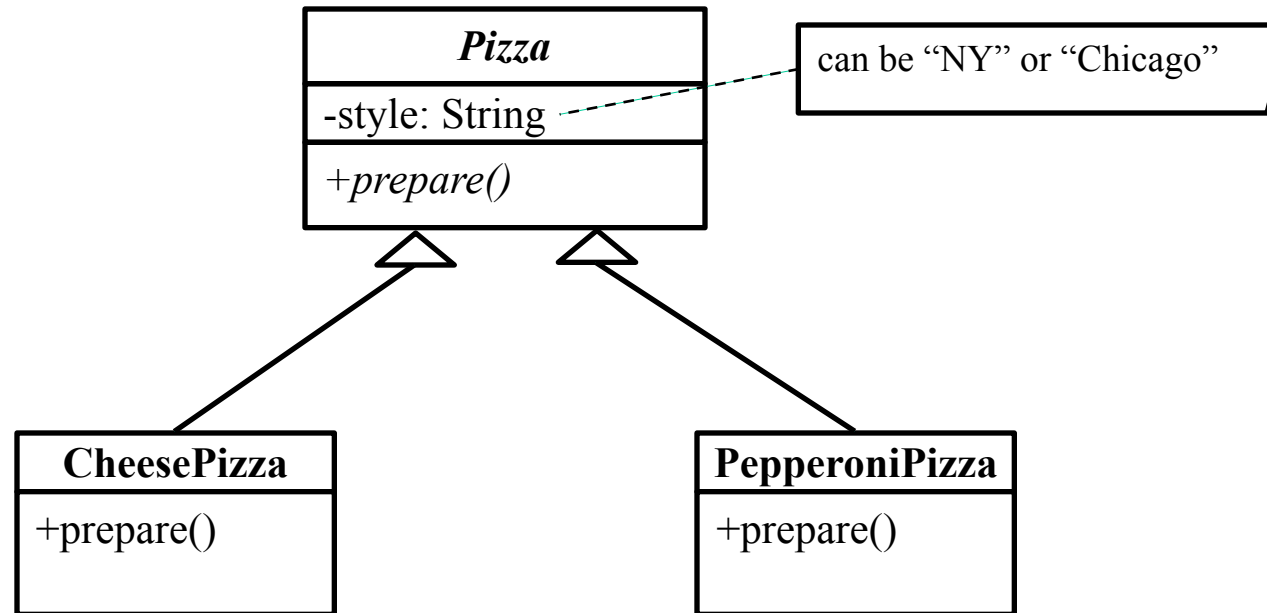 Pizza
can be “NY” or “Chicago”
-style: String
+prepare()
CheesePizza
PepperoniPizza
+prepare()
+prepare()